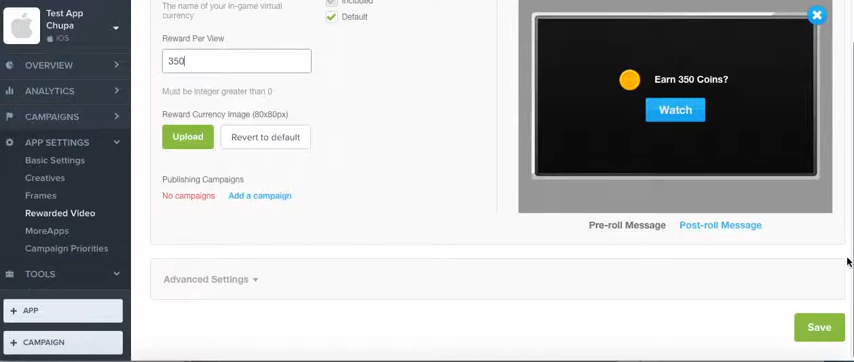 Test App
Chupa
iOS
OVERVIEW
ANALYTICS
CAMPAIGNS
APP SETTINGS
Basic Settings
Creatives
Frames
Rewarded Video
MoreApps
Campaign Priorities
TOOLS
+ APP
+ CAMPAIGN
The name of your in-game virtual
currency
Included
Default
Reward Per View
350
Must be integer greater than 0
Reward Currency Image (80x80px)
Upload
Revert to default
Publishing Campaigns
No campaigns Add a campaign
Earn 350 Coins?
Watch
Pre-roll Message Post-roll Message
Advanced Settings
Save